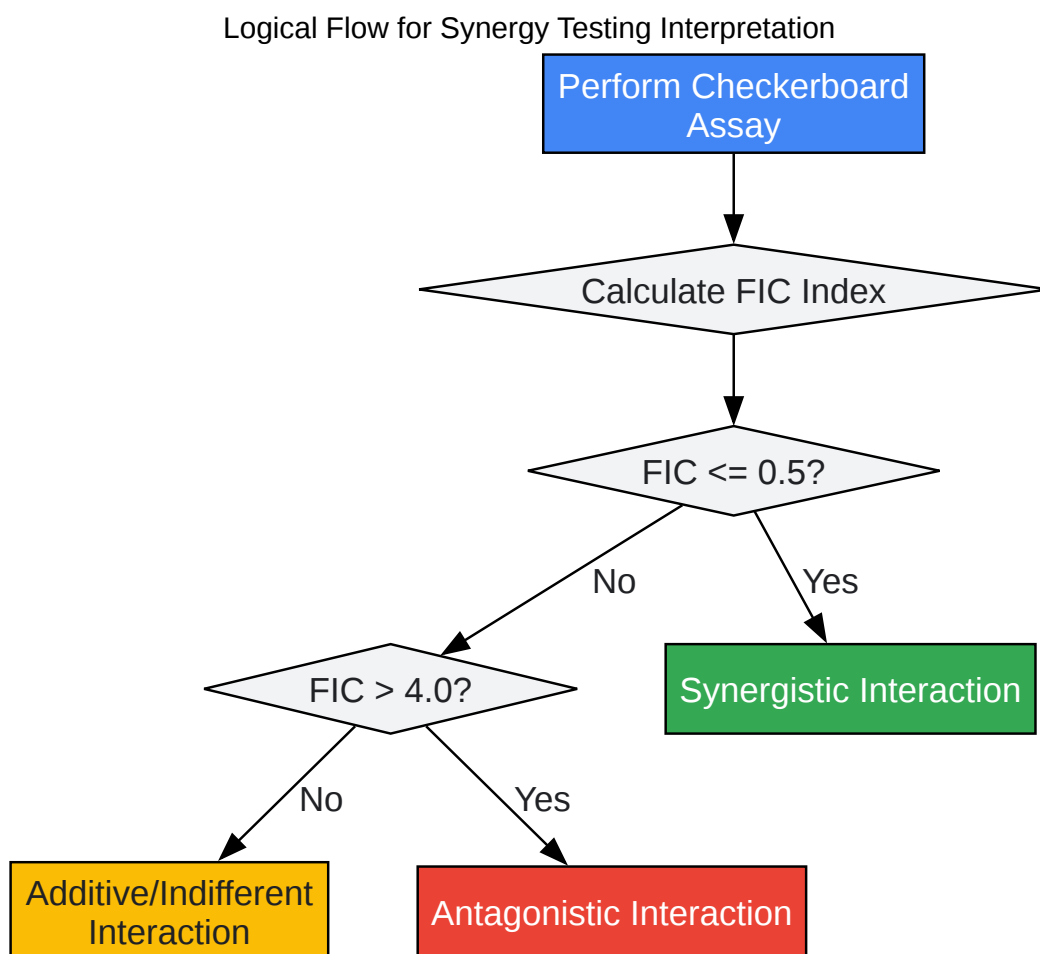 Logical Flow for Synergy Testing Interpretation
Perform Checkerboard
Assay
Calculate FIC Index
FIC <= 0.5?
No
Yes
FIC > 4.0?
Synergistic Interaction
No
Yes
Additive/Indifferent
Interaction
Antagonistic Interaction